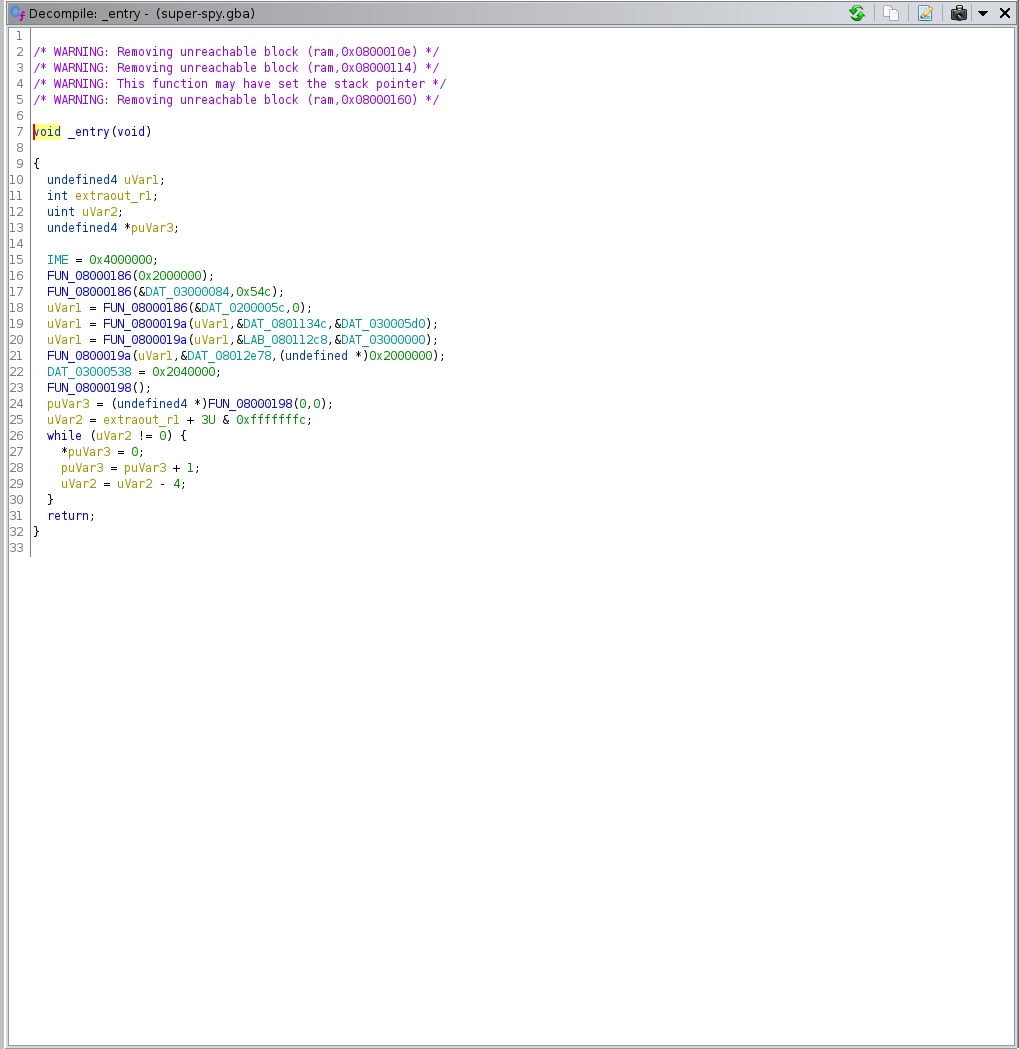 Decompile: _entry - (super-spy.gba)
1
2 /* WARNING: Removing unreachable block (ram,0x0800010e) */
3 /* WARNING: Removing unreachable block (ram,0x08000114) */
4 /* WARNING: This function may have set the stack pointer */
5 /* WARNING: Removing unreachable block (ram,0x08000160) */
6
7 void _entry(void)
8
9 {
10 undefined4 uVar1;
11 int extraout_r1;
12 uint uVar2;
13 undefined4 *puVar3;
14
15 IME = 0x4000000;
16 FUN_08000186(0x2000000);
17 FUN_08000186(&DAT_03000084,0x54c);
18 uVar1 = FUN_08000186(&DAT_0200005c,0);
19 uVar1 = FUN_0800019a(uVar1,&DAT_0801134c,&DAT_030005d0);
20 uVar1 = FUN_0800019a(uVar1,&LAB_080112c8,&DAT_03000000);
21 FUN_0800019a(uVar1,&DAT_08012e78,(undefined *)0x2000000);
22 DAT_03000538 = 0x2040000;
23 FUN_08000198();
24 puVar3 = (undefined4 *)FUN_08000198(0,0);
25 uVar2 = extraout_r1 + 3U & 0xfffffffc;
26 while (uVar2 != 0) {
27 *puVar3 = 0;
28 puVar3 = puVar3 + 1;
29 uVar2 = uVar2 - 4;
30 }
31 return;
32 }
33